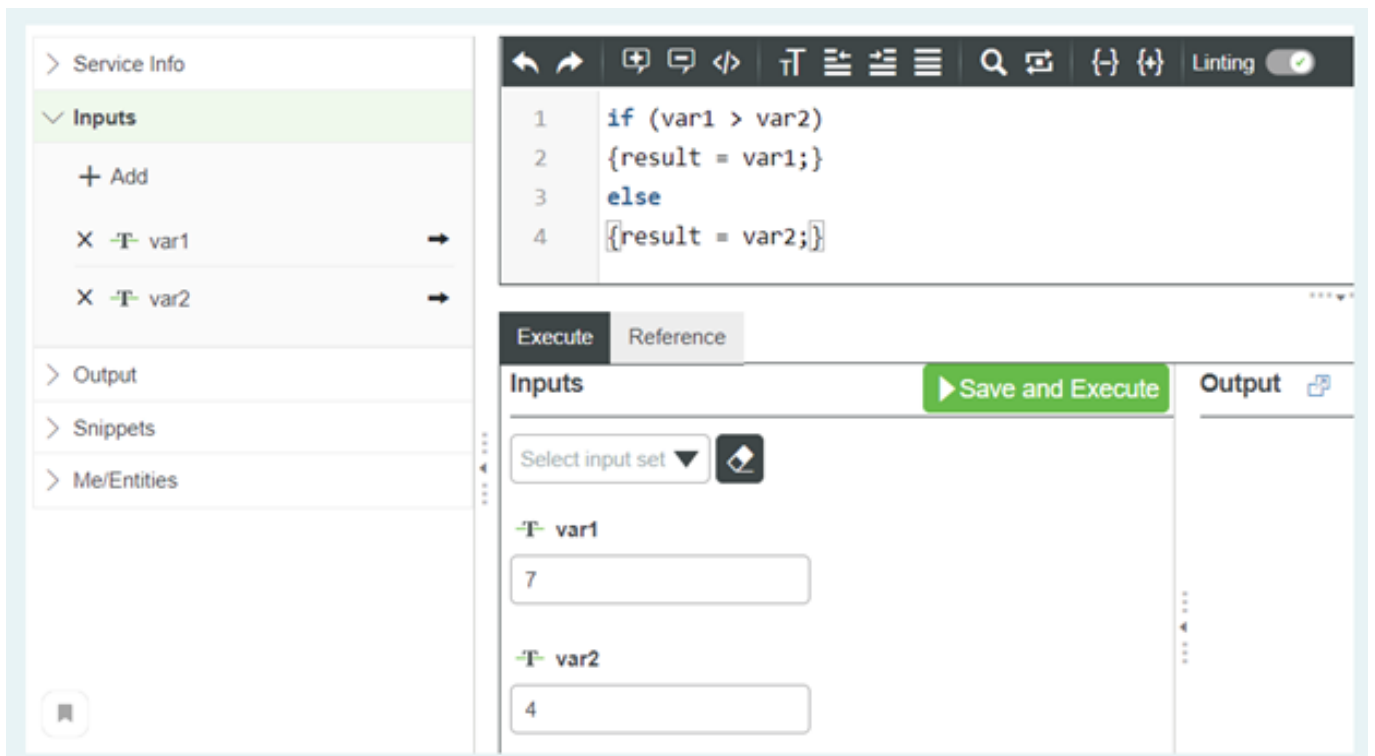 Service Info
Inputs
Add
var1
var2
Output
Snippets
Me/Entities
Linting
1 if (var1 > var2)
2 {result = var1;}
3 else
4 {result = var2;}
Execute Reference
Inputs Save and Execute Output
Select input set
T var1
7
T var2
4